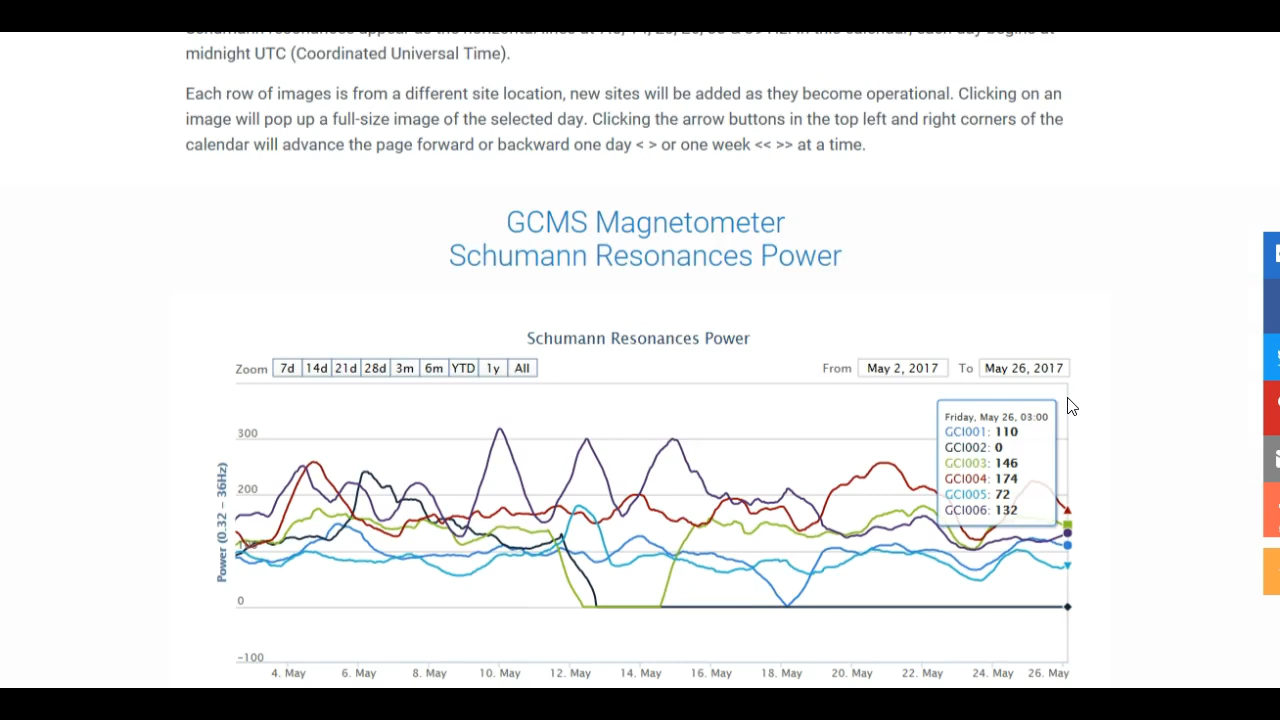 midnight UTC (Coordinated Universal Time).
Each row of images is from a different site location, new sites will be added as they become operational. Clicking on an
image will pop up a full-size image of the selected day. Clicking the arrow buttons in the top left and right corners of the
calendar will advance the page forward or backward one day < > or one week << >> at a time.
GCMS Magnetometer
Schumann Resonances Power
Schumann Resonances Power
Zoom 7d 14d 21d 28d 3m 6m YTD 1y All From May 2, 2017 To May 26, 2017
Friday, May 26, 03:00
GCI001: 110
GCI002: 0
GCI003: 146
GCI004: 174
GCI005: 72
GCI006: 132
300
200
0
-100
Power (0.32 - 36Hz)
4. May 6. May 8. May 10. May 12. May 14. May 16. May 18. May 20. May 22. May 24. May 26. May